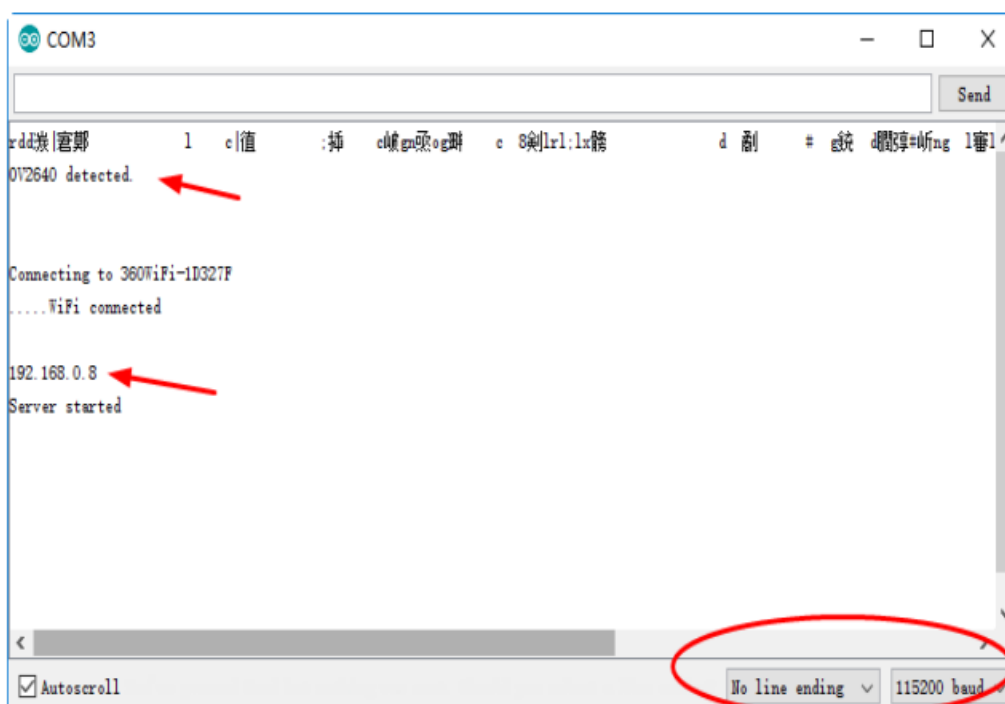 COM3
Send
OV2640 detected.
Connecting to 360WiFi-1D327F
.....WiFi connected
192.168.0.8
Server started
Autoscroll
No line ending
115200 baud